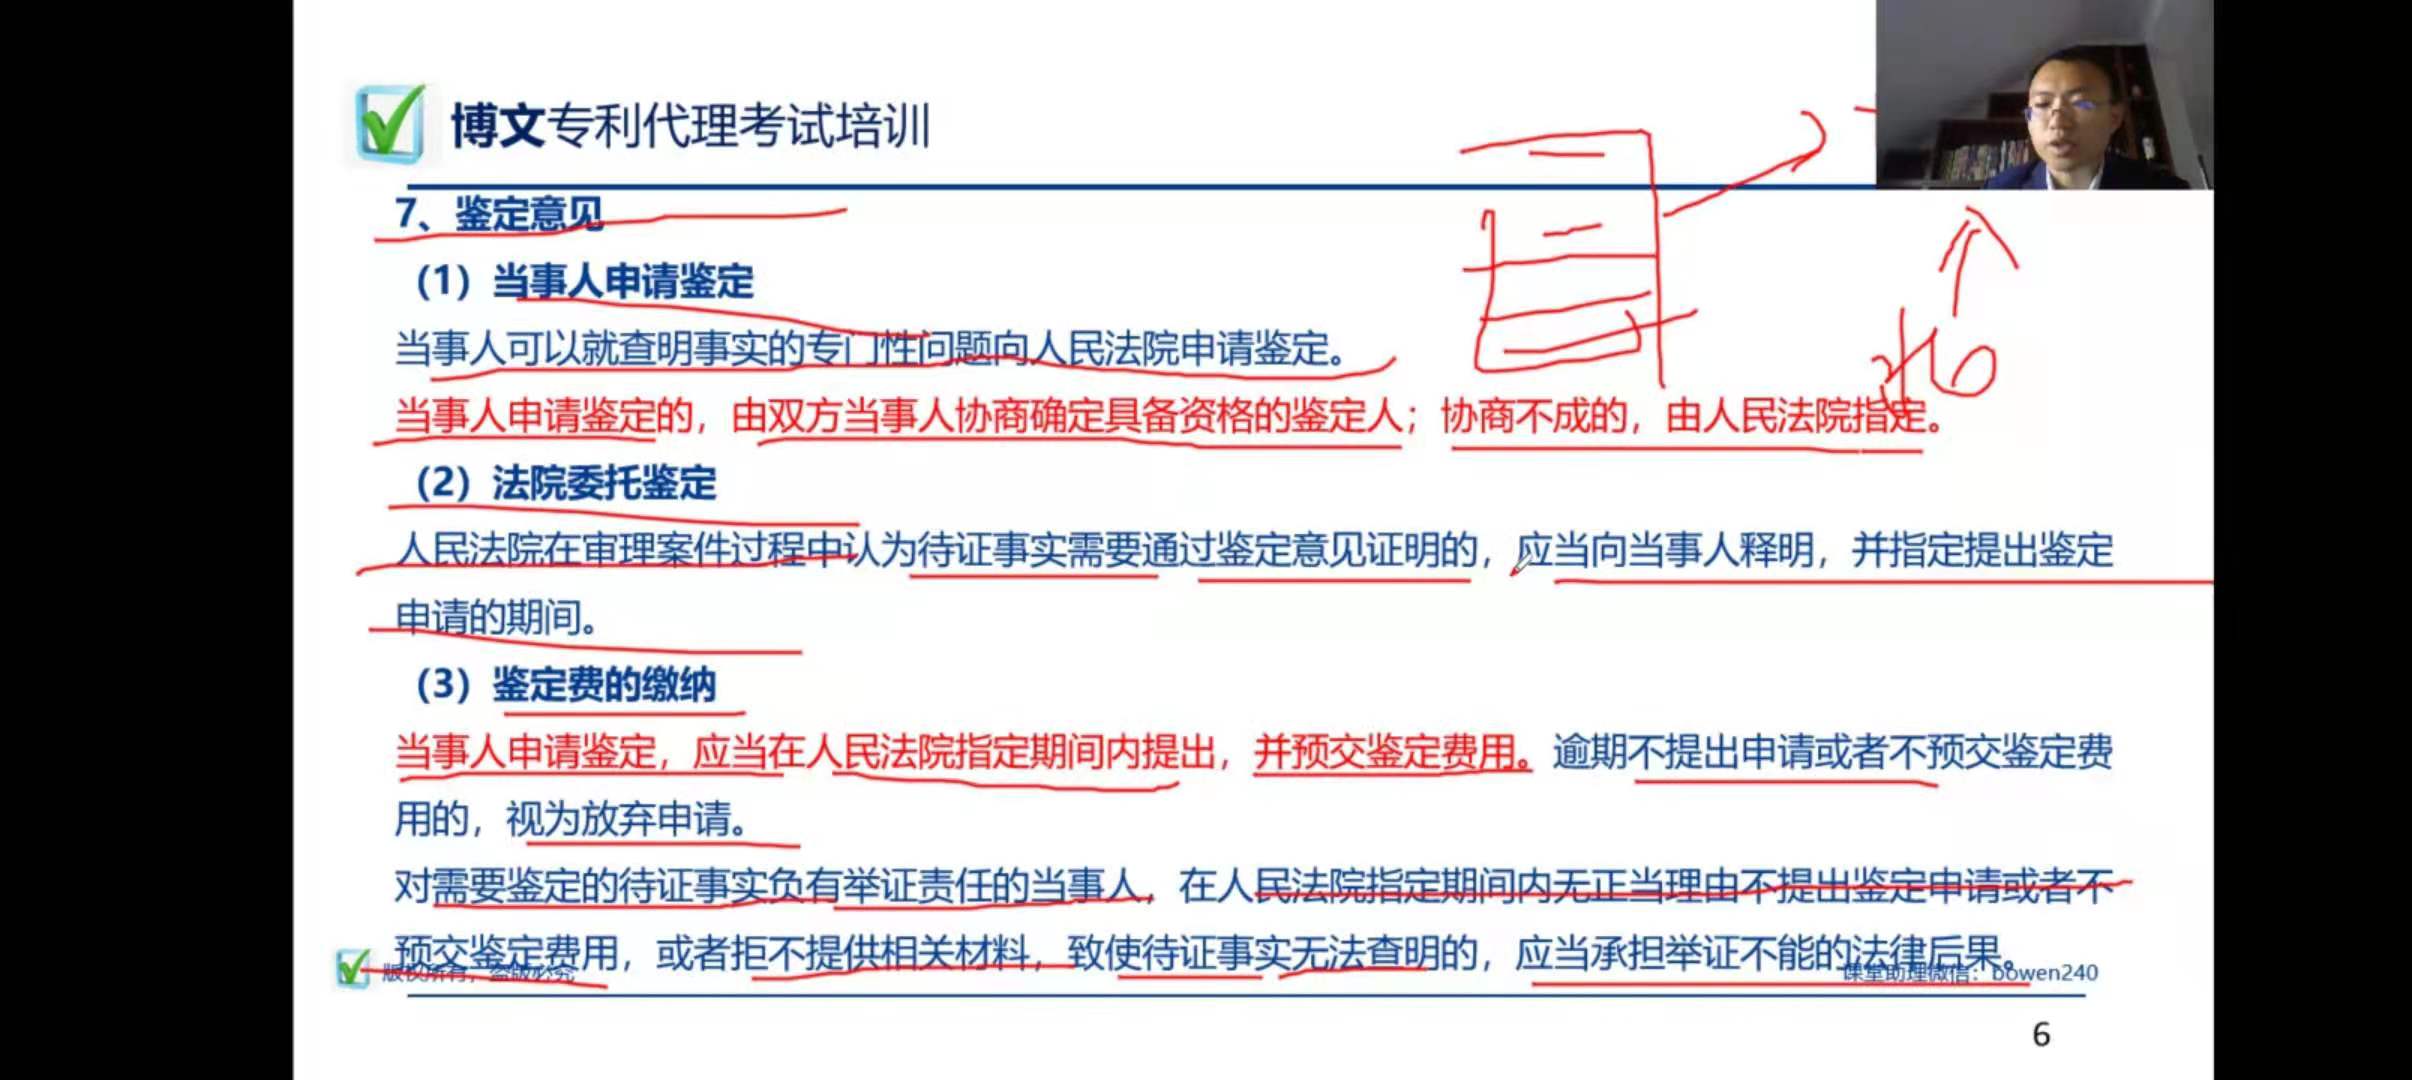 博文专利代理考试培训
7、鉴定意见
（1）当事人申请鉴定
当事人可以就查明事实的专门性问题向人民法院申请鉴定。
当事人申请鉴定的，由双方当事人协商确定具备资格的鉴定人；协商不成的，由人民法院指定。
（2）法院委托鉴定
人民法院在审理案件过程中认为待证事实需要通过鉴定意见证明的，应当向当事人释明，并指定提出鉴定
申请的期间。
（3）鉴定费的缴纳
当事人申请鉴定，应当在人民法院指定期间内提出，并预交鉴定费用。逾期不提出申请或者不预交鉴定费
用的，视为放弃申请。
对需要鉴定的待证事实负有举证责任的当事人，在人民法院指定期间内无正当理由不提出鉴定申请或者不
预交鉴定费用，或者拒不提供相关材料，致使待证事实无法查明的，应当承担举证不能的法律后果。
版权所有，盗版必究
课堂助理微信：bowen240
6